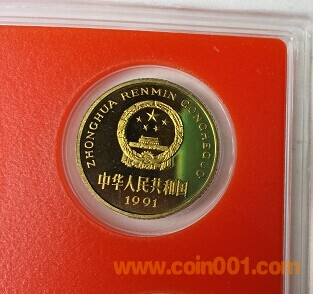 ZHONGHUA RENMIN GONGHEGUO
中华人民共和国
1991
www.coin001.com